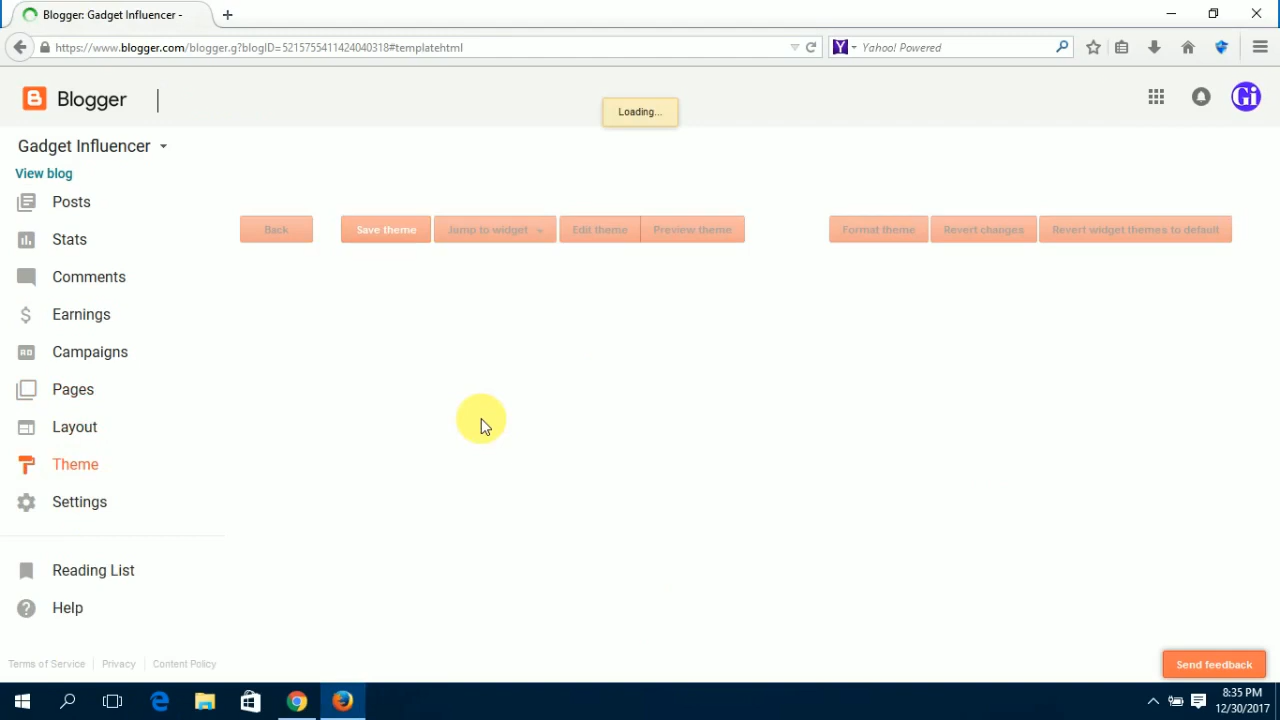 Blogger: Gadget Influencer -
https://www.blogger.com/blogger.g?blogID=5215755411424040318#templatehtml
Yahoo! Powered
Blogger
Loading...
Gi
Gadget Influencer
View blog
Posts
Stats
Comments
Earnings
Campaigns
Pages
Layout
Theme
Settings
Reading List
Help
Back
Save theme
Jump to widget
Edit theme
Preview theme
Format theme
Revert changes
Revert widget themes to default
Terms of Service
Privacy
Content Policy
Send feedback
8:35 PM
12/30/2017